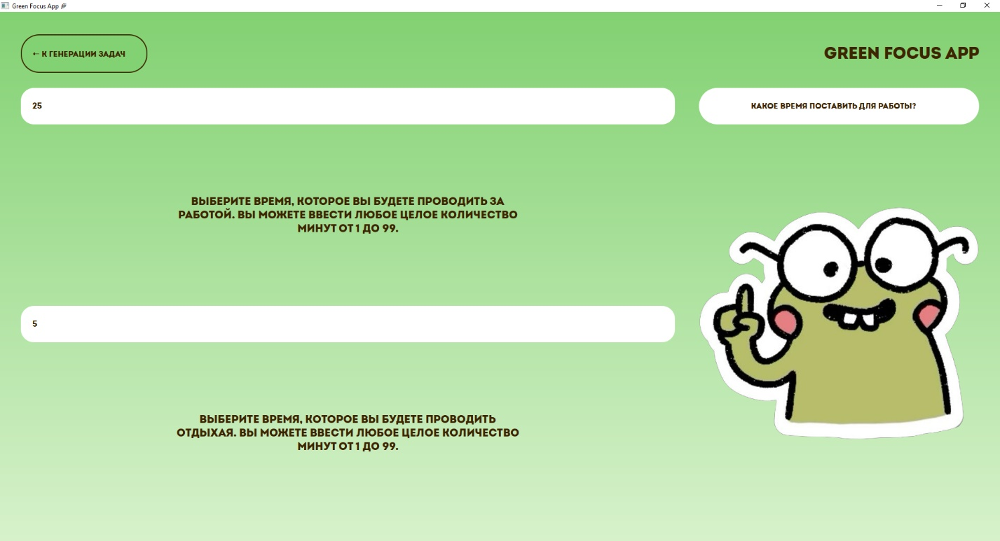 Green Focus App
← К ГЕНЕРАЦИИ ЗАДАЧ
GREEN FOCUS APP
25
КАКОЕ ВРЕМЯ ПОСТАВИТЬ ДЛЯ РАБОТЫ?
ВЫБЕРИТЕ ВРЕМЯ, КОТОРОЕ ВЫ БУДЕТЕ ПРОВОДИТЬ ЗА
РАБОТОЙ. ВЫ МОЖЕТЕ ВВЕСТИ ЛЮБОЕ ЦЕЛОЕ КОЛИЧЕСТВО
МИНУТ ОТ 1 ДО 99.
5
ВЫБЕРИТЕ ВРЕМЯ, КОТОРОЕ ВЫ БУДЕТЕ ПРОВОДИТЬ
ОТДЫХАЯ. ВЫ МОЖЕТЕ ВВЕСТИ ЛЮБОЕ ЦЕЛОЕ КОЛИЧЕСТВО
МИНУТ ОТ 1 ДО 99.